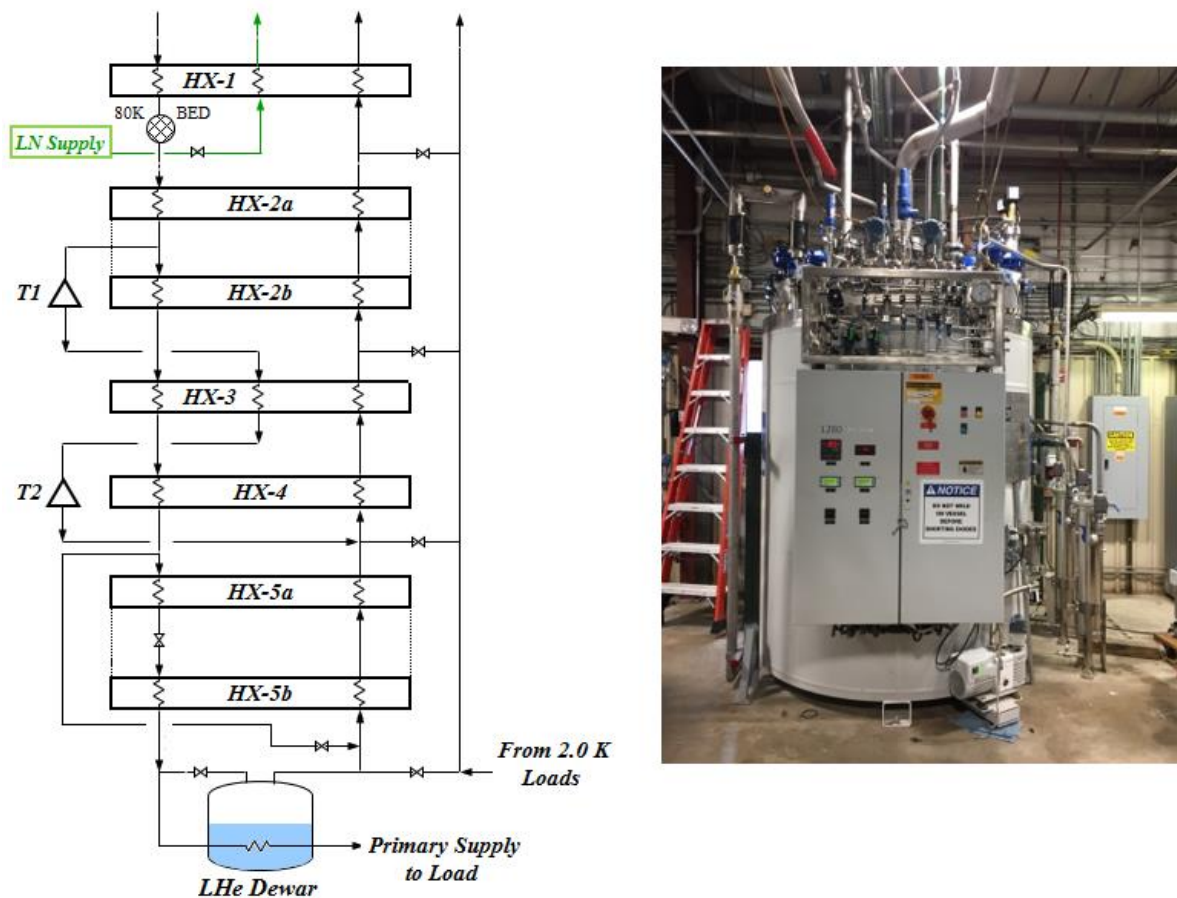 HX-1
80K BED
LN Supply
HX-2a
T1
HX-2b
HX-3
T2
HX-4
HX-5a
HX-5b
From 2.0 K
Loads
Primary Supply
to Load
LHe Dewar
NOTICE
DO NOT WELD
ON VESSEL
BEFORE
SHORTING DIODES
CAUTION